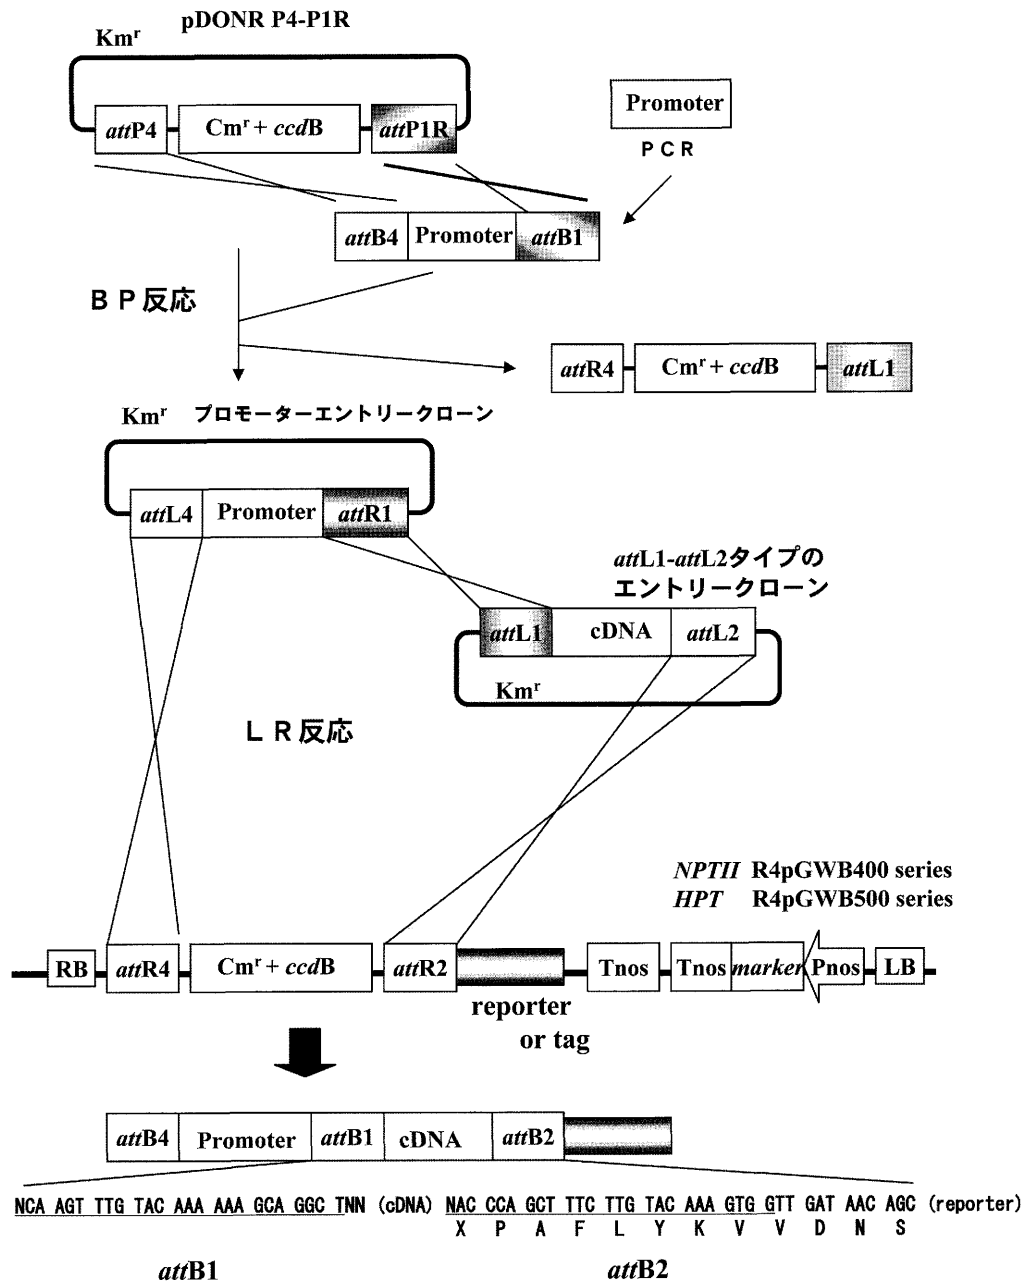 pDONR P4-P1R
Kmʳ
attP4 Cmʳ + ccdB attP1R
Promoter
PCR
attB4 Promoter attB1
BP反応
attR4 Cmʳ + ccdB attL1
Kmʳ プロモーターエントリークローン
attL4 Promoter attR1
attL1-attL2タイプの
エントリークローン
attL1 cDNA attL2
Kmʳ
LR反応
NPTII R4pGWB400 series
HPT R4pGWB500 series
RB attR4 Cmʳ + ccdB attR2 Tnos Tnos marker Pnos LB
reporter
or tag
attB4 Promoter attB1 cDNA attB2
NCA AGT TTG TAC AAA AAA GCA GGC TNN (cDNA) NAC CCA GCT TTC TTG TAC AAA GTG GTT GAT AAC AGC (reporter)
X P A F L Y K V V D N S
attB1 attB2